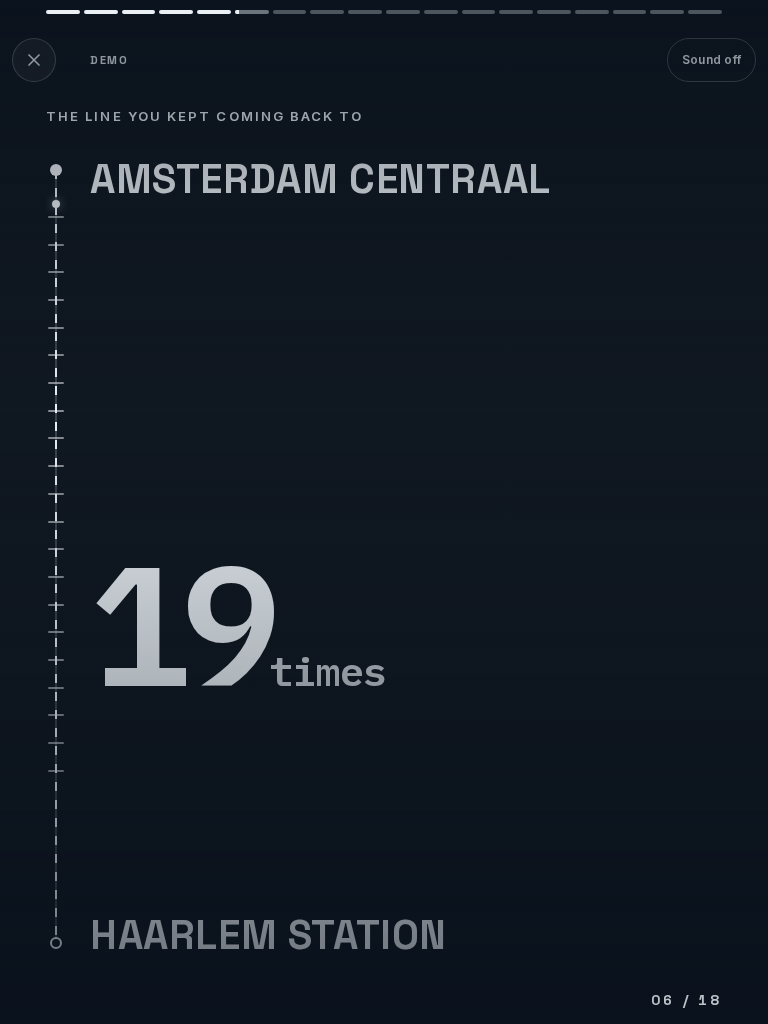 DEMO
Sound off
THE LINE YOU KEPT COMING BACK TO
AMSTERDAM CENTRAAL
19 times
HAARLEM STATION
06 / 18